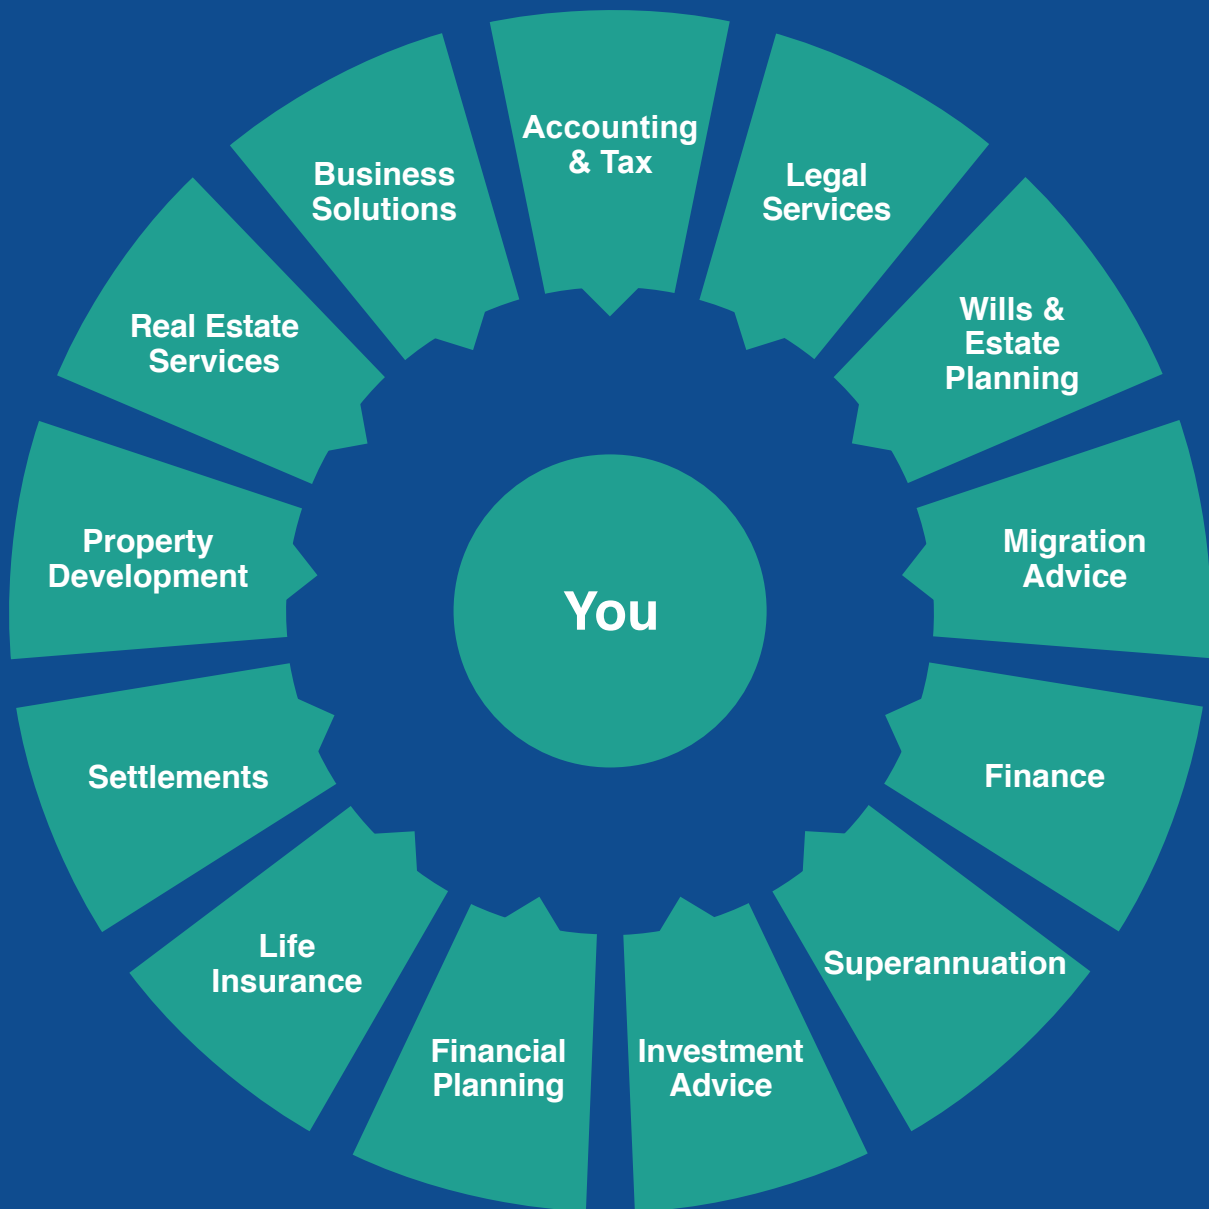 Accounting
& Tax
Legal
Services
Wills &
Estate
Planning
Migration
Advice
Finance
Superannuation
Investment
Advice
Financial
Planning
Life
Insurance
Settlements
Property
Development
Real Estate
Services
Business
Solutions
You